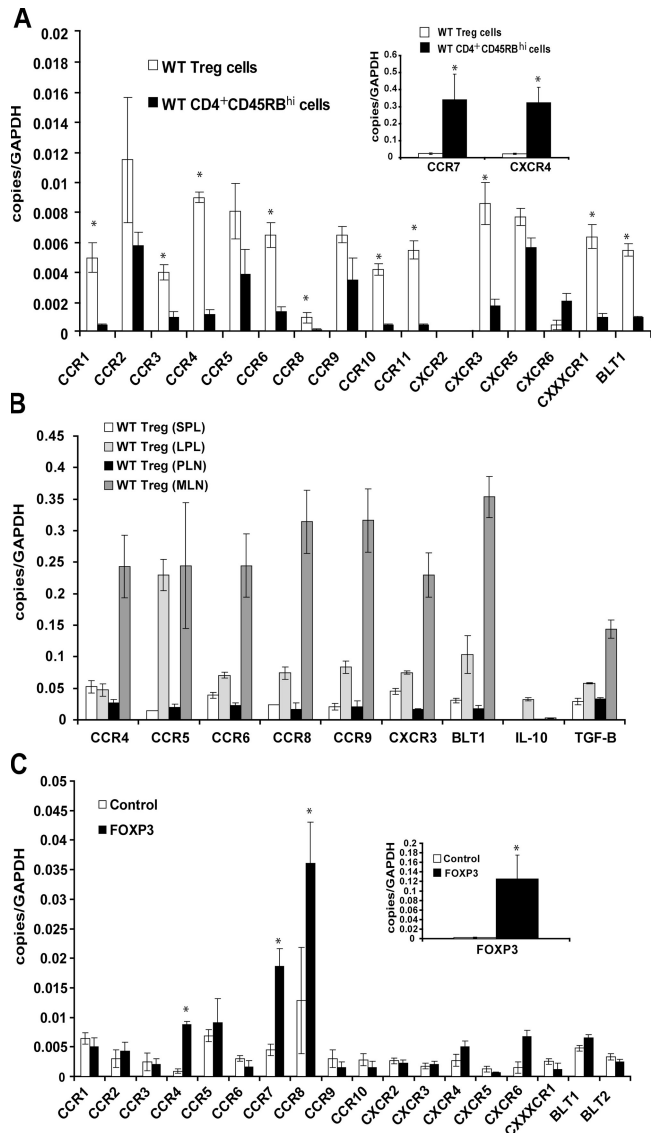 A
0.02
0.018
0.016
0.014
0.012
0.01
0.008
0.006
0.004
0.002
0
copies/GAPDH
WT Treg cells
WT CD4+CD45RBhi cells
* * * * * * * * * * *
CCR1 CCR2 CCR3 CCR4 CCR5 CCR6 CCR8 CCR9 CCR10 CCR11 CXCR2 CXCR3 CXCR5 CXCR6 CXXXCR1 BLT1
WT Treg cells
WT CD4+CD45RBhi cells
0.6
0.5
0.4
0.3
0.2
0.1
0
copies/GAPDH
* *
CCR7 CXCR4
B
0.45
0.4
0.35
0.3
0.25
0.2
0.15
0.1
0.05
0
copies/GAPDH
WT Treg (SPL)
WT Treg (LPL)
WT Treg (PLN)
WT Treg (MLN)
CCR4 CCR5 CCR6 CCR8 CCR9 CXCR3 BLT1 IL-10 TGF-B
C
0.05
0.045
0.04
0.035
0.03
0.025
0.02
0.015
0.01
0.005
0
copies/GAPDH
Control
FOXP3
* * *
CCR1 CCR2 CCR3 CCR4 CCR5 CCR6 CCR7 CCR8 CCR9 CCR10 CXCR2 CXCR3 CXCR4 CXCR5 CXCR6 CXXXCR1 BLT1 BLT2
0.2
0.18
0.16
0.14
0.12
0.10
0.08
0.06
0.04
0.02
0
copies/GAPDH
Control
FOXP3
*
FOXP3